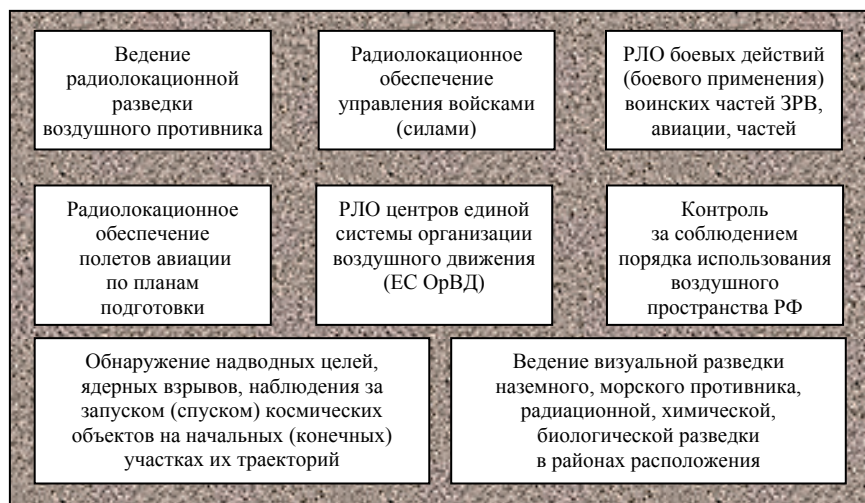 Ведение
радиолокационной
разведки
воздушного противника
Радиолокационное
обеспечение
управления войсками
(силами)
РЛО боевых действий
(боевого применения)
воинских частей ЗРВ,
авиации, частей
Радиолокационное
обеспечение
полетов авиации
по планам
подготовки
РЛО центров единой
системы организации
воздушного движения
(ЕС ОрВД)
Контроль
за соблюдением
порядка использования
воздушного
пространства РФ
Обнаружение надводных целей,
ядерных взрывов, наблюдения за
запуском (спуском) космических
объектов на начальных (конечных)
участках их траекторий
Ведение визуальной разведки
наземного, морского противника,
радиационной, химической,
биологической разведки
в районах расположения